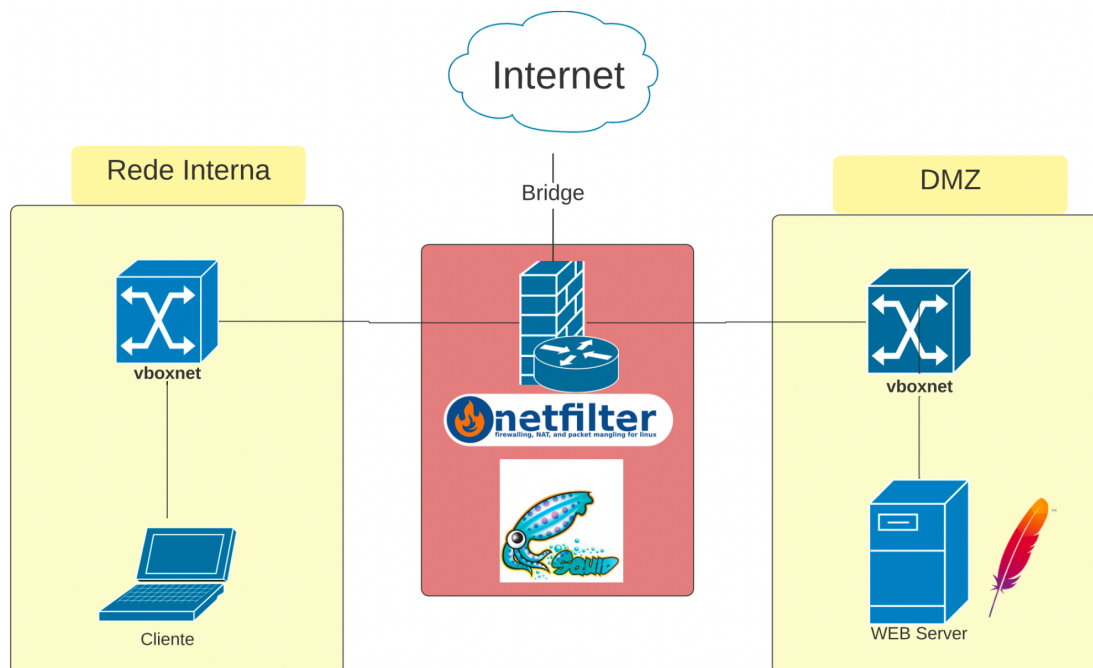 Internet
Rede Interna
DMZ
Bridge
vboxnet
vboxnet
netfilter
firewalling, NAT, and packet mangling for linux
SQUID
Cliente
WEB Server